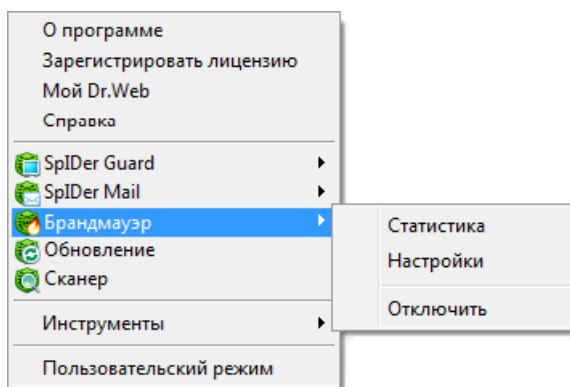 О программе
Зарегистрировать лицензию
Мой Dr.Web
Справка
SpIDer Guard
SpIDer Mail
Брандмауэр
Обновление
Сканер
Инструменты
Пользовательский режим
Статистика
Настройки
Отключить